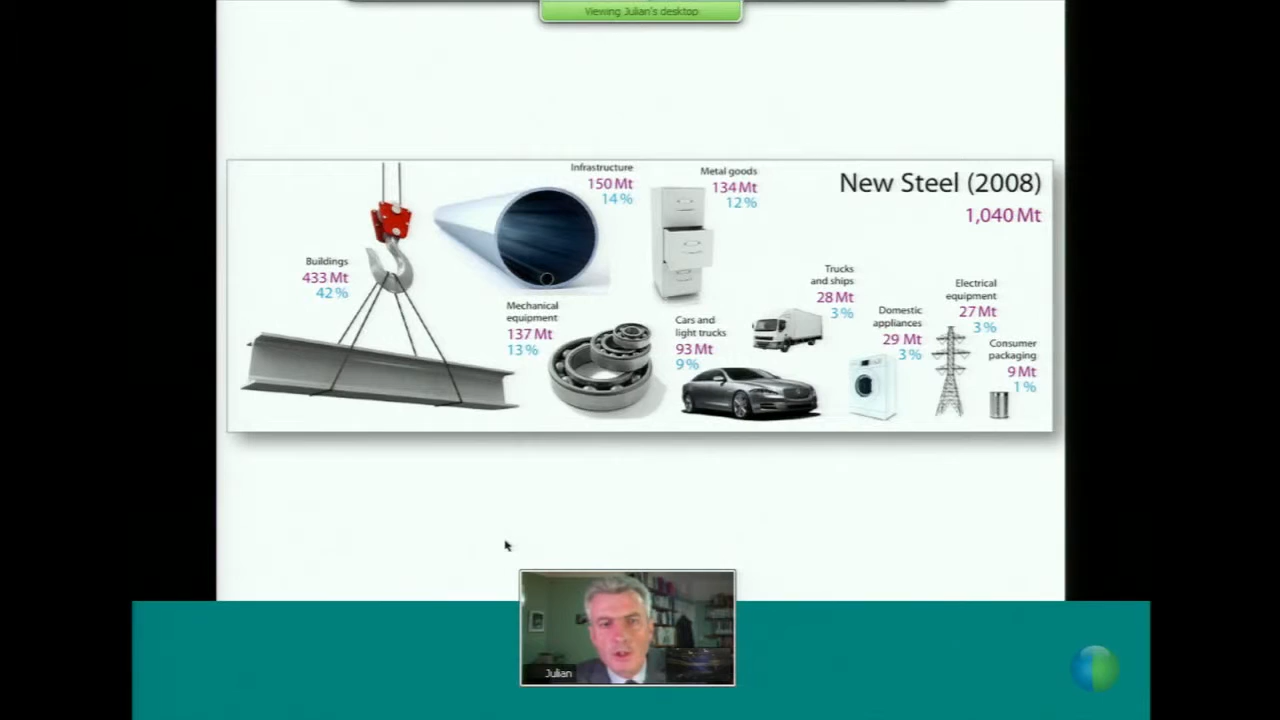 Viewing Julian's desktop
New Steel (2008)
1,040 Mt
Buildings
433 Mt
42 %
Infrastructure
150 Mt
14 %
Metal goods
134 Mt
12 %
Mechanical
equipment
137 Mt
13 %
Cars and
light trucks
93 Mt
9 %
Trucks
and ships
28 Mt
3 %
Domestic
appliances
29 Mt
3 %
Electrical
equipment
27 Mt
3 %
Consumer
packaging
9 Mt
1 %
Julian